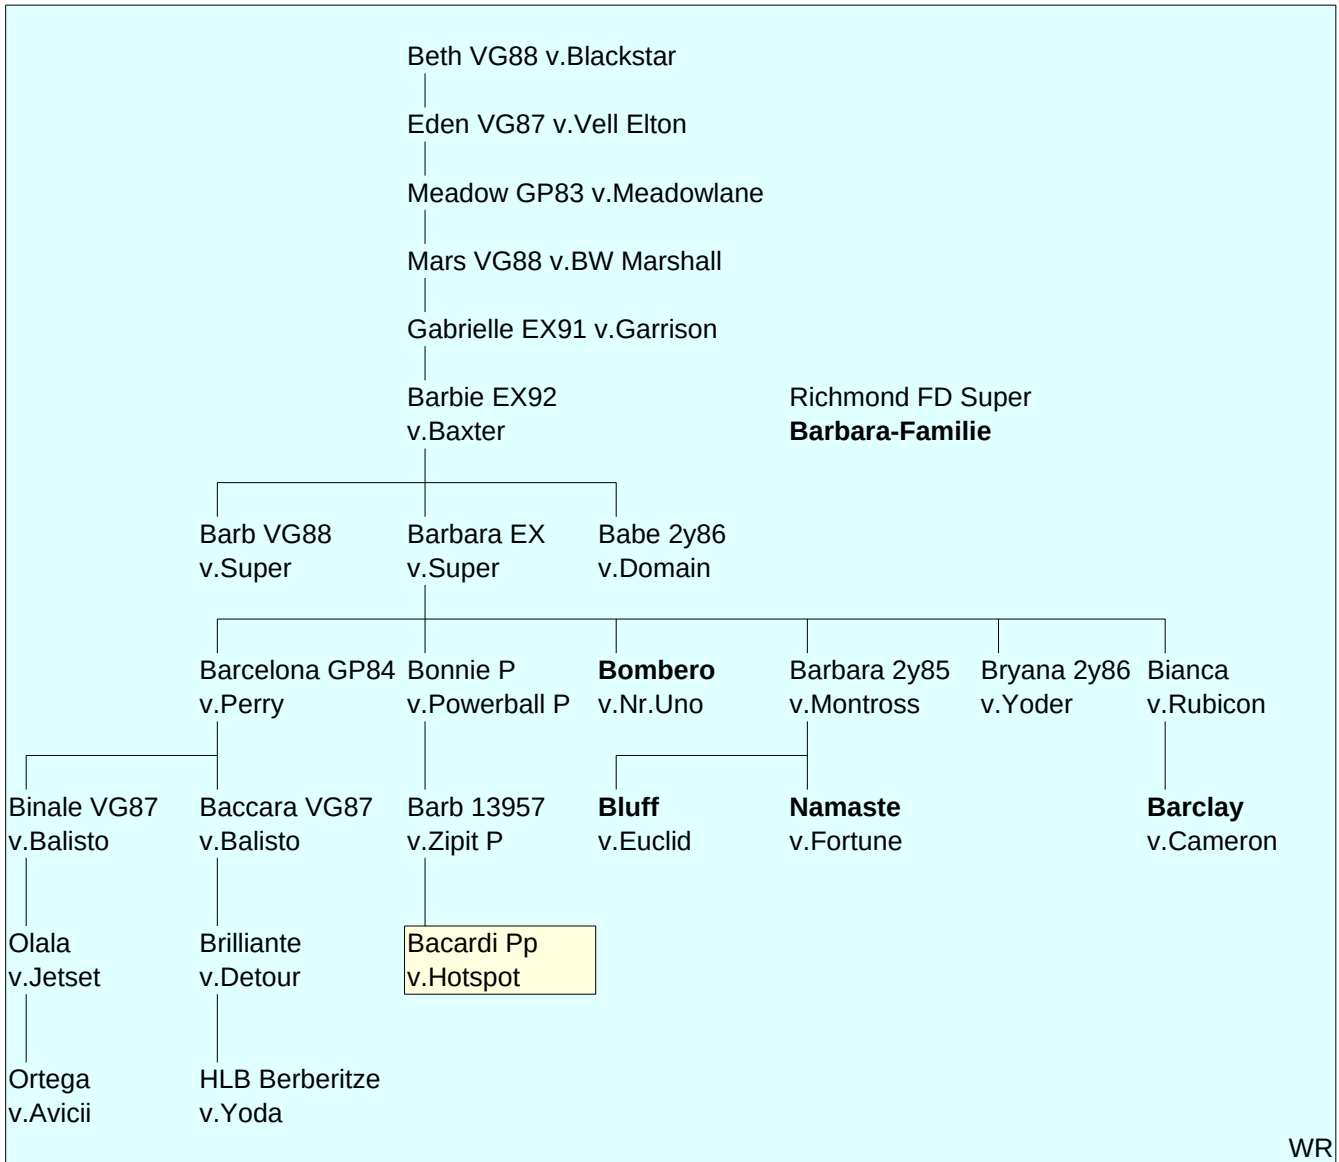 Beth VG88 v.Blackstar
Eden VG87 v.Vell Elton
Meadow GP83 v.Meadowlane
Mars VG88 v.BW Marshall
Gabrielle EX91 v.Garrison
Barbie EX92
v.Baxter
Richmond FD Super
Barbara-Familie
Barb VG88
v.Super
Barbara EX
v.Super
Babe 2y86
v.Domain
Barcelona GP84
v.Perry
Bonnie P
v.Powerball P
Bombero
v.Nr.Uno
Barbara 2y85
v.Montross
Bryana 2y86
v.Yoder
Bianca
v.Rubicon
Binale VG87
v.Balisto
Baccara VG87
v.Balisto
Barb 13957
v.Zipit P
Bluff
v.Euclid
Namaste
v.Fortune
Barclay
v.Cameron
Olala
v.Jetset
Brilliante
v.Detour
Bacardi Pp
v.Hotspot
Ortega
v.Avicii
HLB Berberitze
v.Yoda
WR